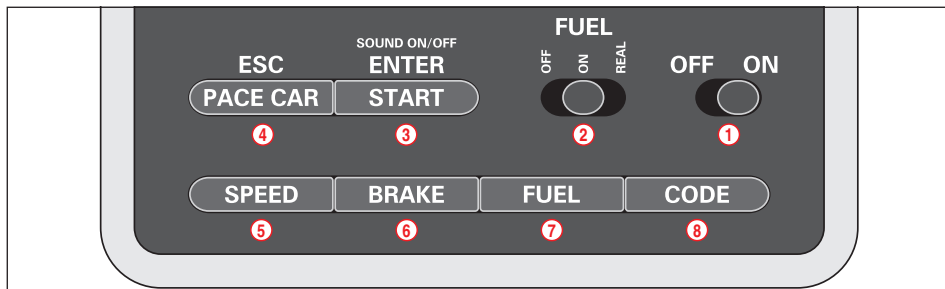 FUEL
SOUND ON/OFF
OFF ON REAL
ESC ENTER OFF ON
PACE CAR START
4 3 2 1
SPEED BRAKE FUEL CODE
5 6 7 8